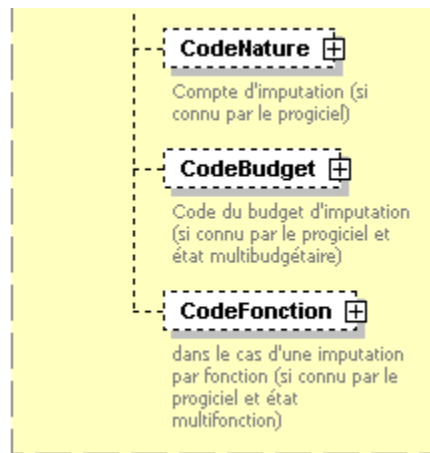 CodeNature
Compte d'imputation (si
connu par le progiciel)
CodeBudget
Code du budget d'imputation
(si connu par le progiciel et
état multibudgétaire)
CodeFonction
dans le cas d'une imputation
par fonction (si connu par le
progiciel et état
multifonction)